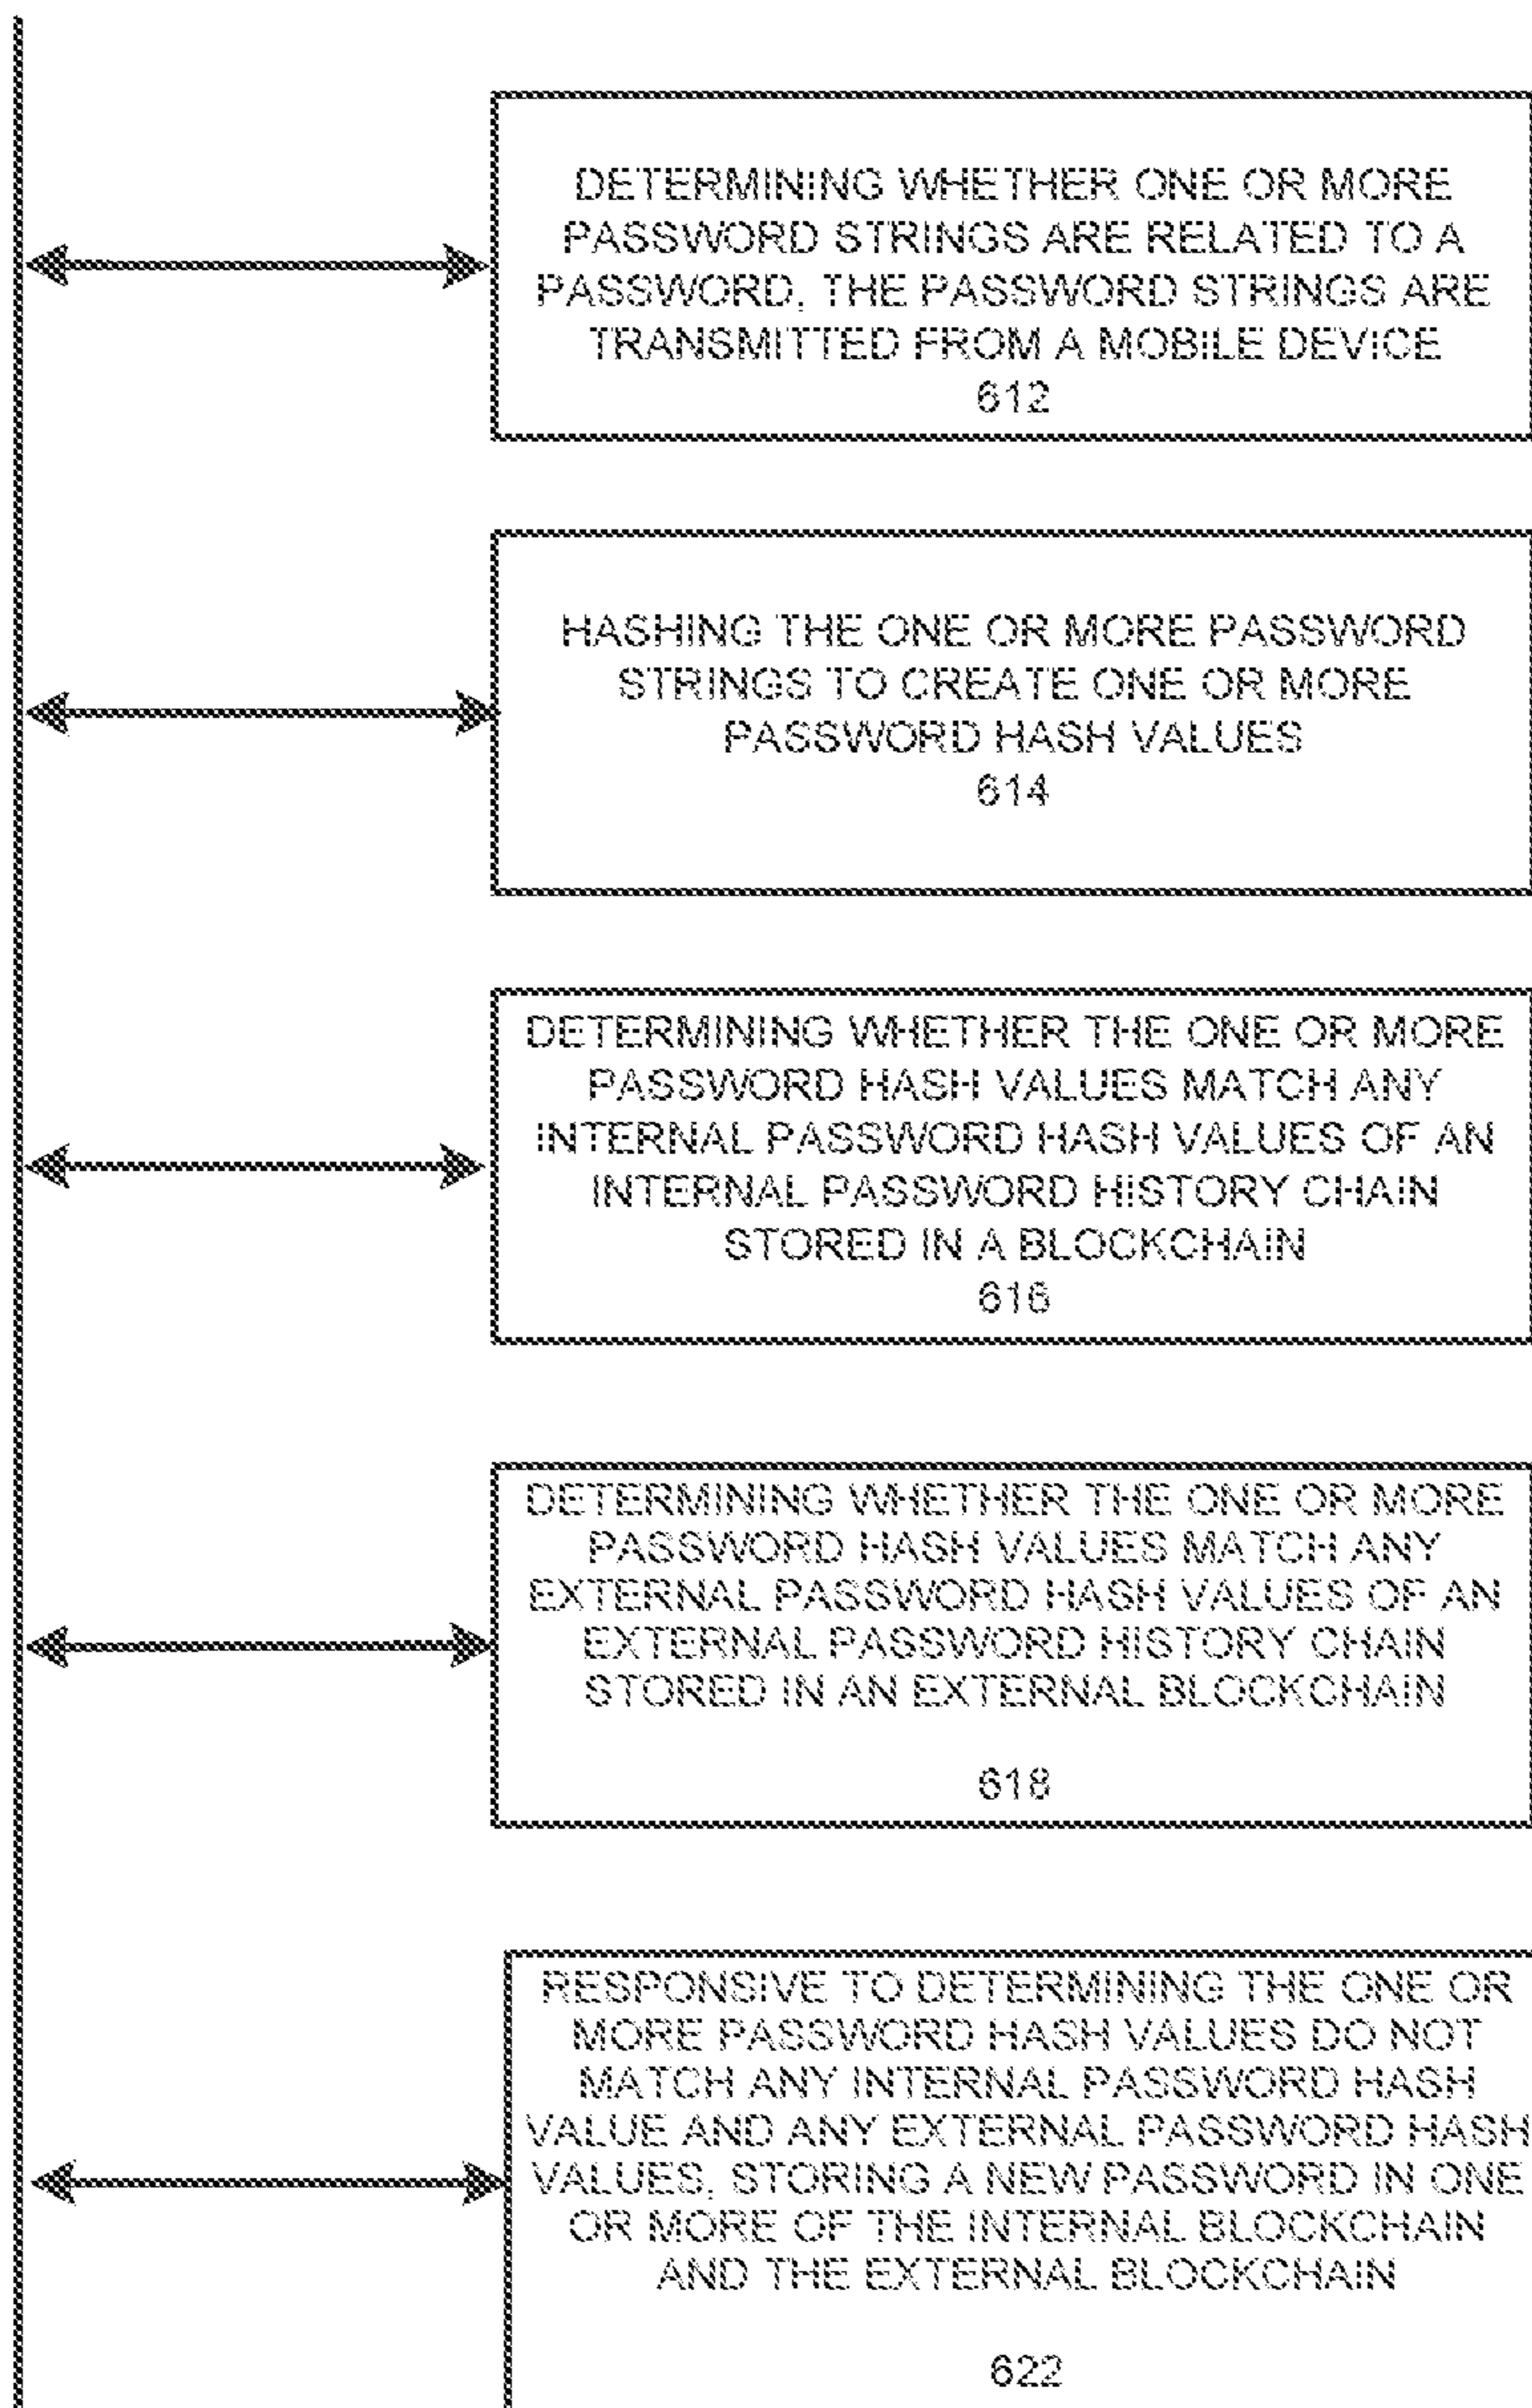 DETERMINING WHETHER ONE OR MORE
PASSWORD STRINGS ARE RELATED TO A
PASSWORD, THE PASSWORD STRINGS ARE
TRANSMITTED FROM A MOBILE DEVICE
612
HASHING THE ONE OR MORE PASSWORD
STRINGS TO CREATE ONE OR MORE
PASSWORD HASH VALUES
614
DETERMINING WHETHER THE ONE OR MORE
PASSWORD HASH VALUES MATCH ANY
INTERNAL PASSWORD HASH VALUES OF AN
INTERNAL PASSWORD HISTORY CHAIN
STORED IN A BLOCKCHAIN
616
DETERMINING WHETHER THE ONE OR MORE
PASSWORD HASH VALUES MATCH ANY
EXTERNAL PASSWORD HASH VALUES OF AN
EXTERNAL PASSWORD HISTORY CHAIN
STORED IN AN EXTERNAL BLOCKCHAIN
618
RESPONSIVE TO DETERMINING THE ONE OR
MORE PASSWORD HASH VALUES DO NOT
MATCH ANY INTERNAL PASSWORD HASH
VALUE AND ANY EXTERNAL PASSWORD HASH
VALUES, STORING A NEW PASSWORD IN ONE
OR MORE OF THE INTERNAL BLOCKCHAIN
AND THE EXTERNAL BLOCKCHAIN
622